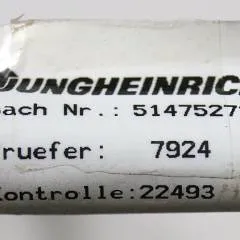 JUNGHEINRICH
Sach Nr.: 5147527
ruefer: 7924
Kontrolle:22493